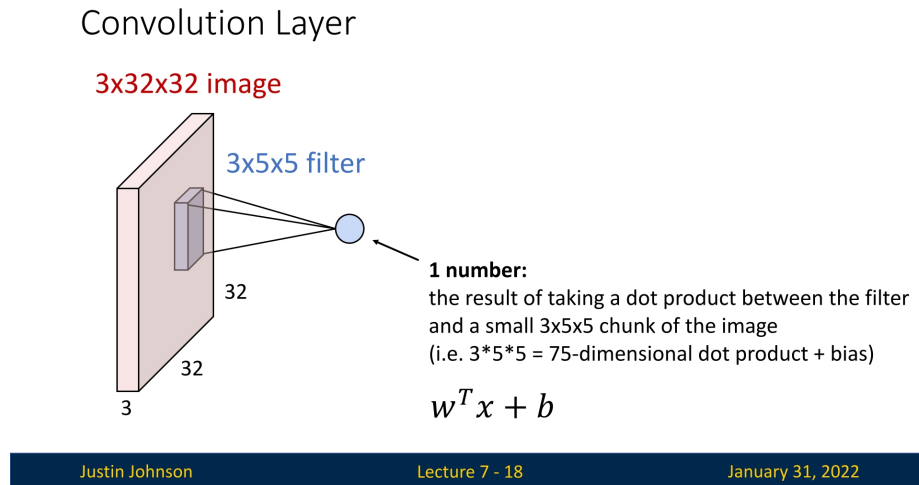 Convolution Layer
3x32x32 image
3x5x5 filter
32
32
3
1 number:
the result of taking a dot product between the filter
and a small 3x5x5 chunk of the image
(i.e. 3*5*5 = 75-dimensional dot product + bias)
$w^T x + b$
Justin Johnson
Lecture 7 - 18
January 31, 2022